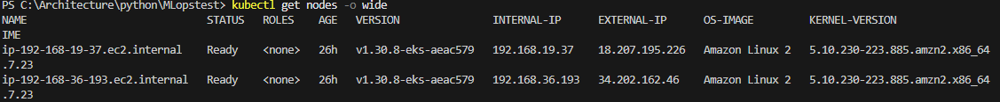 PS C:\Architecture\python\MLopstest> kubectl get nodes -o wide
NAME STATUS ROLES AGE VERSION INTERNAL-IP EXTERNAL-IP OS-IMAGE KERNEL-VERSION
IME
ip-192-168-19-37.ec2.internal Ready <none> 26h v1.30.8-eks-aeac579 192.168.19.37 18.207.195.226 Amazon Linux 2 5.10.230-223.885.amzn2.x86_64
.7.23
ip-192-168-36-193.ec2.internal Ready <none> 26h v1.30.8-eks-aeac579 192.168.36.193 34.202.162.46 Amazon Linux 2 5.10.230-223.885.amzn2.x86_64
.7.23